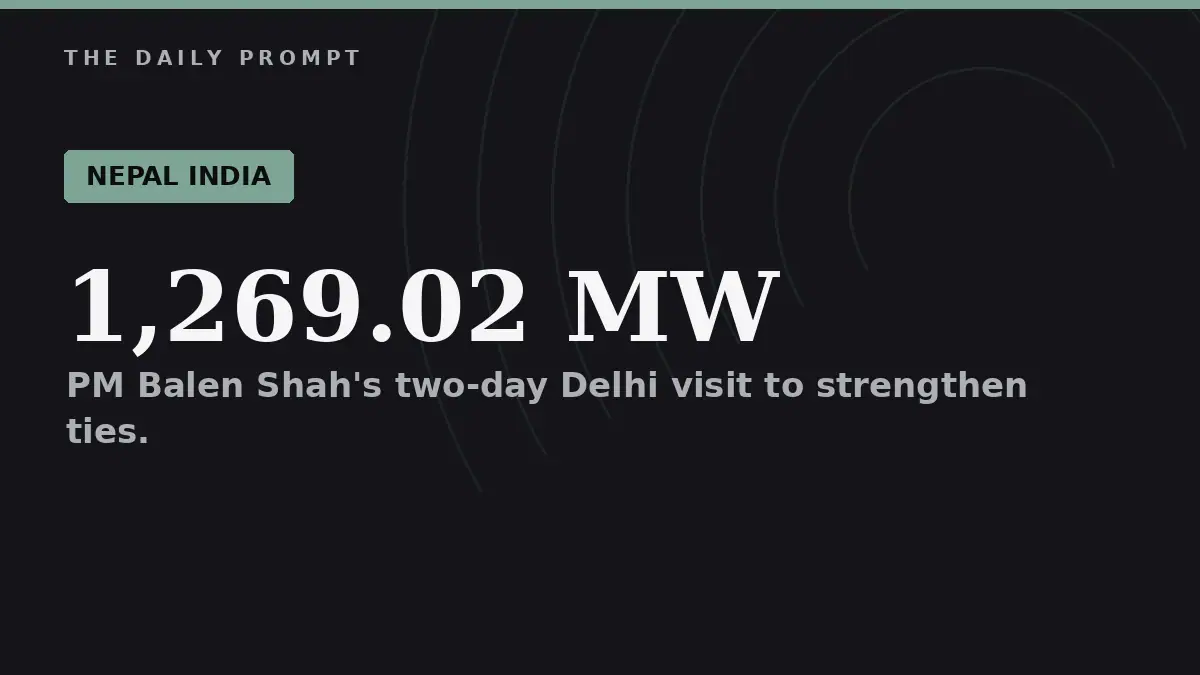 THE DAILY PROMPT
NEPAL INDIA
1,269.02 MW
PM Balen Shah's two-day Delhi visit to strengthen
ties.